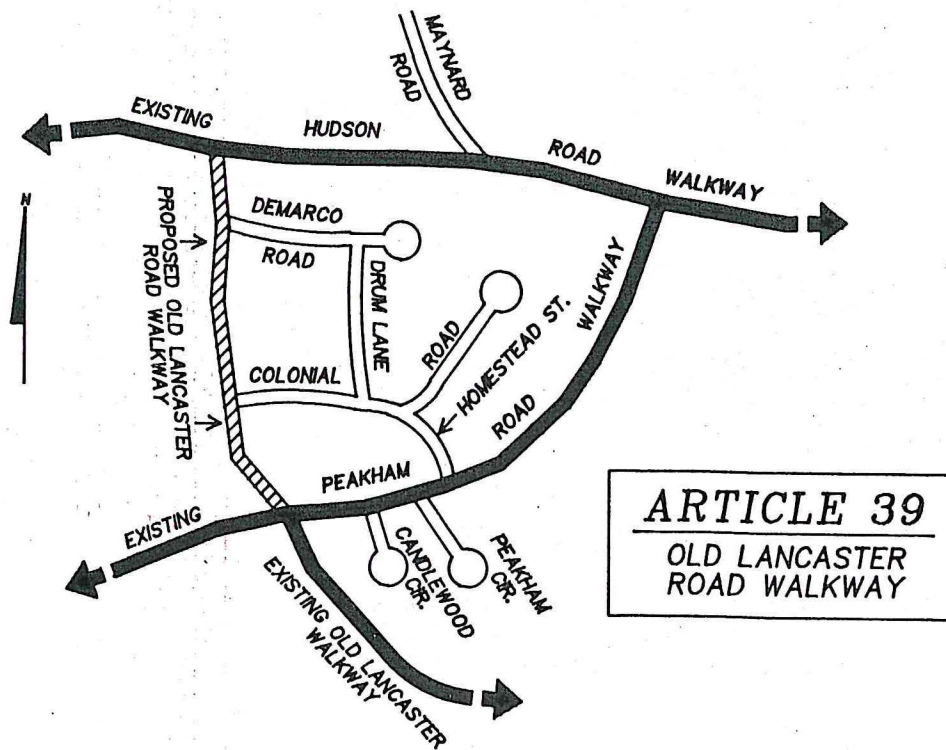 MAYNARD
ROAD
EXISTING HUDSON ROAD WALKWAY
N
PROPOSED OLD LANCASTER
ROAD WALKWAY
DEMARCO
ROAD
DRUM LANE
COLONIAL ROAD
HOMESTEAD ST.
EXISTING PEAKHAM ROAD WALKWAY
CANDLEWOOD
CIR.
PEAKHAM
CIR.
EXISTING OLD LANCASTER
WALKWAY
ARTICLE 39
OLD LANCASTER
ROAD WALKWAY